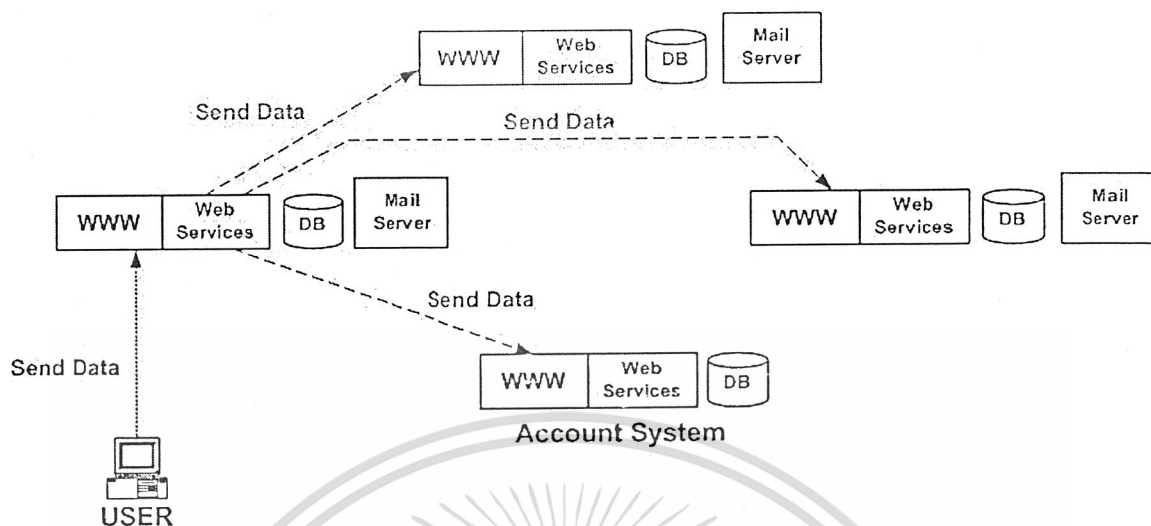 WWW
Web
Services
DB
Mail
Server
Send Data
Send Data
WWW
Web
Services
DB
Mail
Server
WWW
Web
Services
DB
Mail
Server
Send Data
Send Data
WWW
Web
Services
DB
Account System
USER